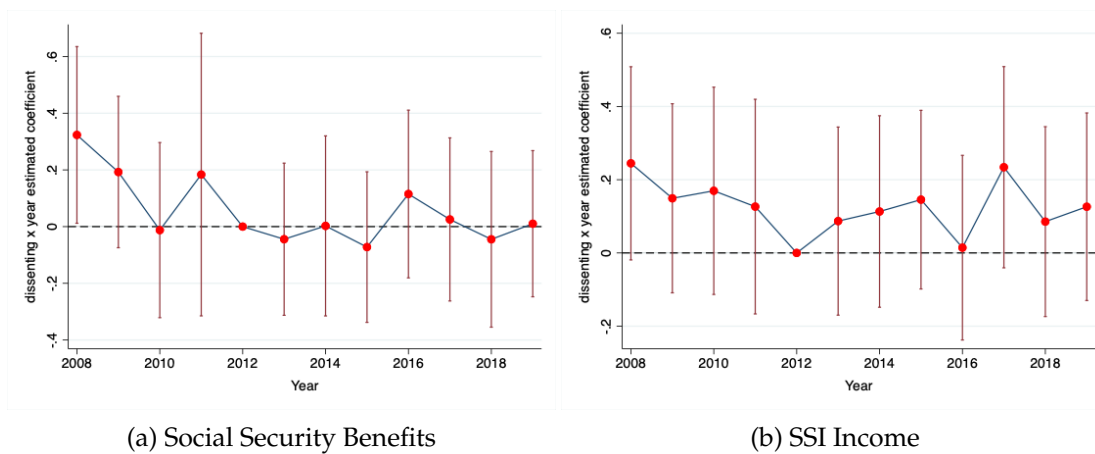 dissenting x year estimated coefficient
.6
.4
.2
0
-.2
-.4
2008 2010 2012 2014 2016 2018
Year
(a) Social Security Benefits
dissenting x year estimated coefficient
.6
.4
.2
0
-.2
2008 2010 2012 2014 2016 2018
Year
(b) SSI Income